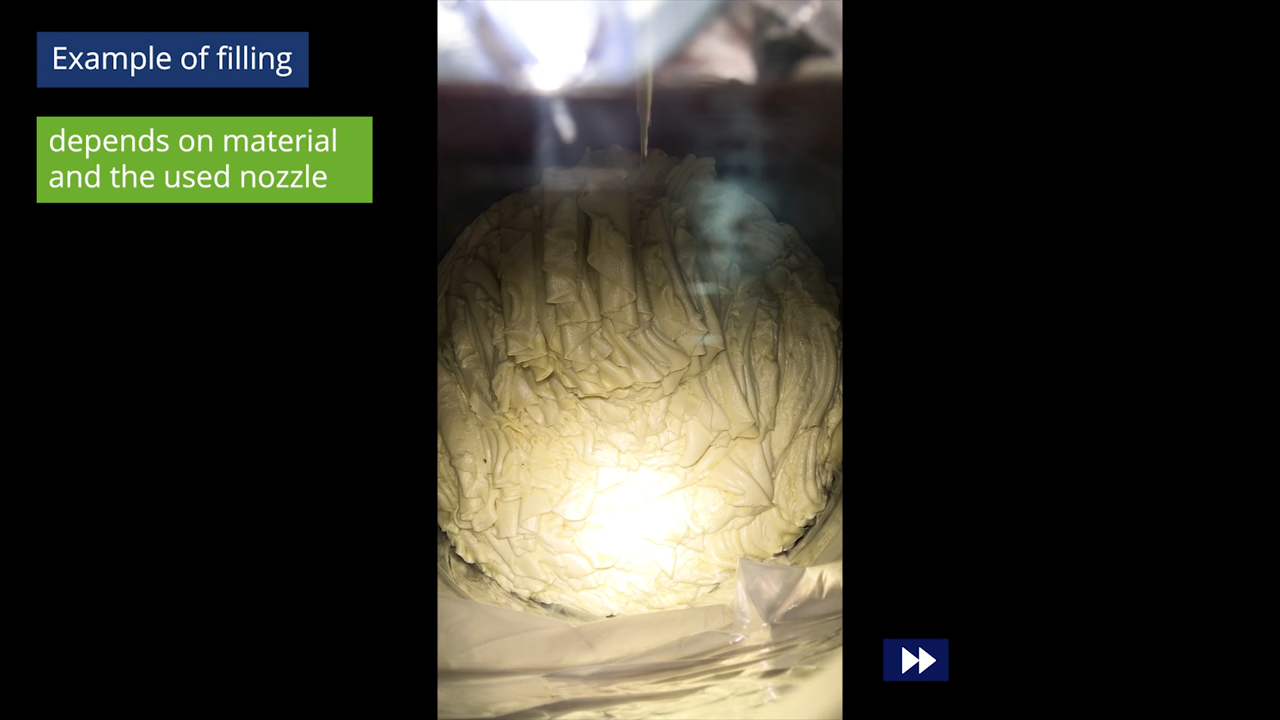 Example of filling
depends on material
and the used nozzle